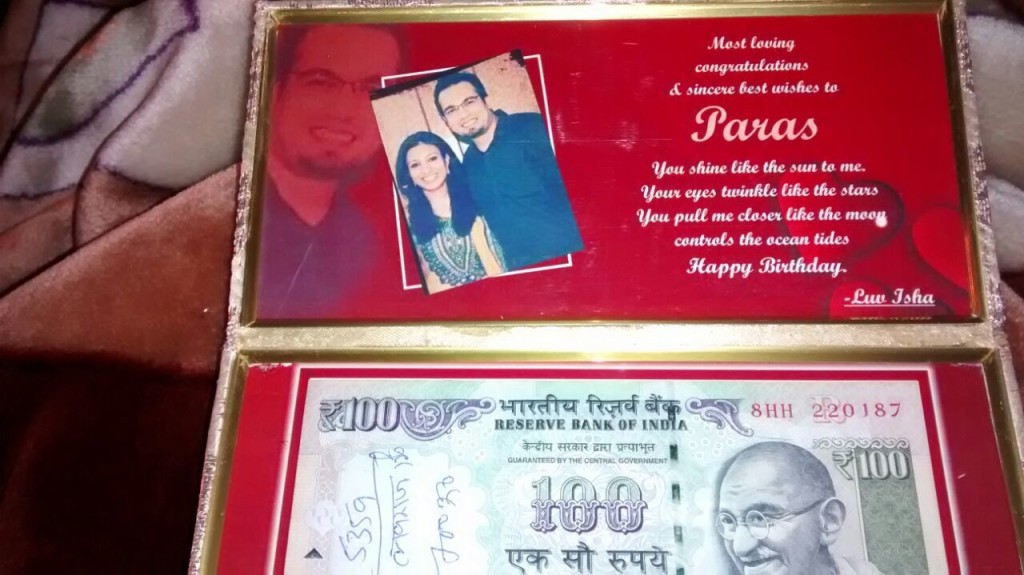 Most loving
congratulations
& sincere best wishes to
Paras
You shine like the sun to me.
Your eyes twinkle like the stars
You pull me closer like the moon
controls the ocean tides
Happy Birthday.
-Luv Isha
₹100
भारतीय रिज़र्व बैंक
RESERVE BANK OF INDIA
8HH 220187
केन्द्रीय सरकार द्वारा प्रत्याभूत
GUARANTEED BY THE CENTRAL GOVERNMENT
₹100
100
एक सौ रुपये
5359